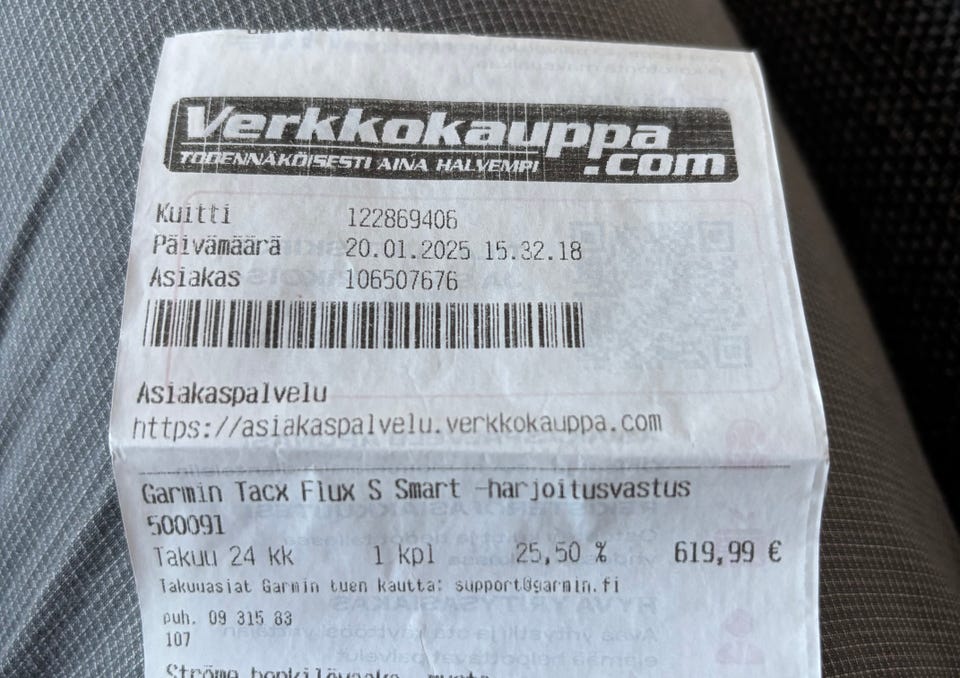 Verkkokauppa
.com
TODENNÄKÖISESTI AINA HALVEMPI
Kuitti 122869406
Päivämäärä 20.01.2025 15.32.18
Asiakas 106507676
Asiakaspalvelu
https://asiakaspalvelu.verkkokauppa.com
Garmin Tacx Flux S Smart -harjoitusvastus
500091
Takuu 24 kk 1 kpl 25,50 % 619,99 €
Takuuasiat Garmin tuen kautta: support@garmin.fi
puh. 09 315 83
107